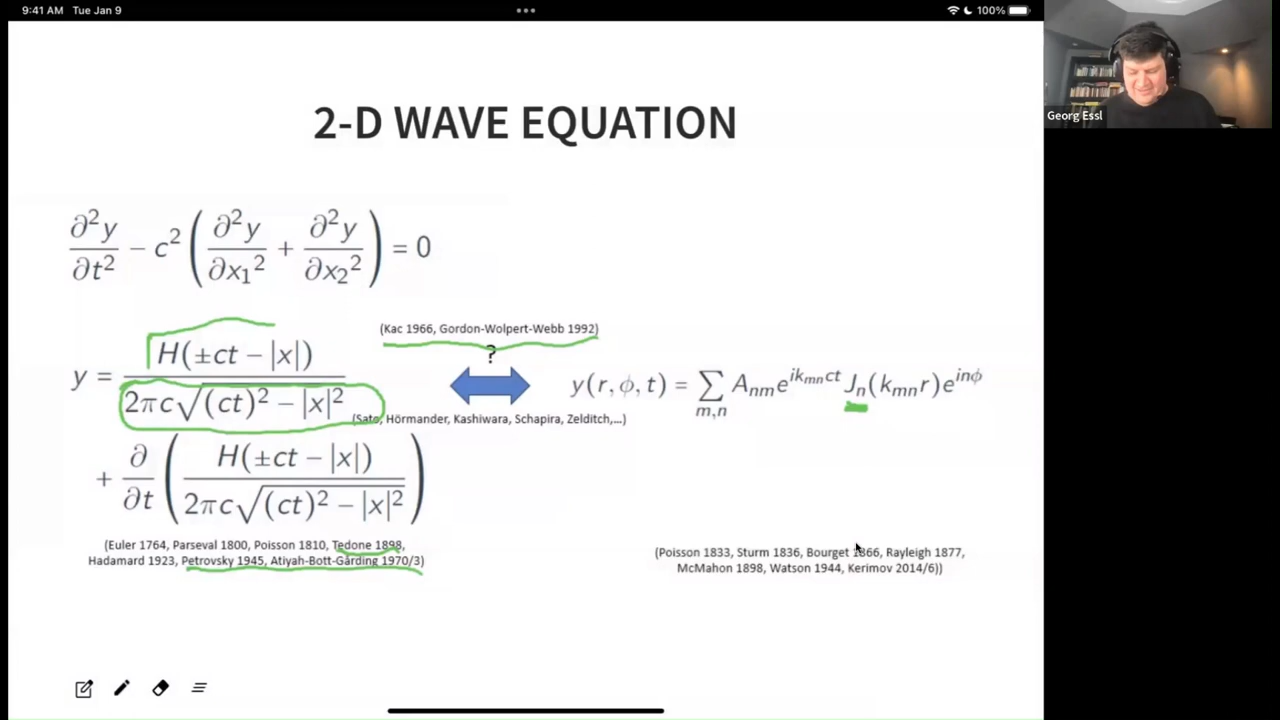 9:41 AM Tue Jan 9
100%
2-D WAVE EQUATION
∂²y/∂t² − c² (∂²y/∂x₁² + ∂²y/∂x₂²) = 0
(Kac 1966, Gordon-Wolpert-Webb 1992)
?
y = H(±ct − |x|) / 2πc√((ct)² − |x|²)
y(r, ϕ, t) = ∑_{m,n} A_{nm} e^{ik_{mn}ct} J_n(k_{mn}r) e^{inϕ}
(Sato, Hörmander, Kashiwara, Schapira, Zelditch,...)
+ ∂/∂t ( H(±ct − |x|) / 2πc√((ct)² − |x|²) )
(Euler 1764, Parseval 1800, Poisson 1810, Tedone 1898,
Hadamard 1923, Petrovsky 1945, Atiyah-Bott-Gårding 1970/3)
(Poisson 1833, Sturm 1836, Bourget 1866, Rayleigh 1877,
McMahon 1898, Watson 1944, Kerimov 2014/6))
Georg Essl